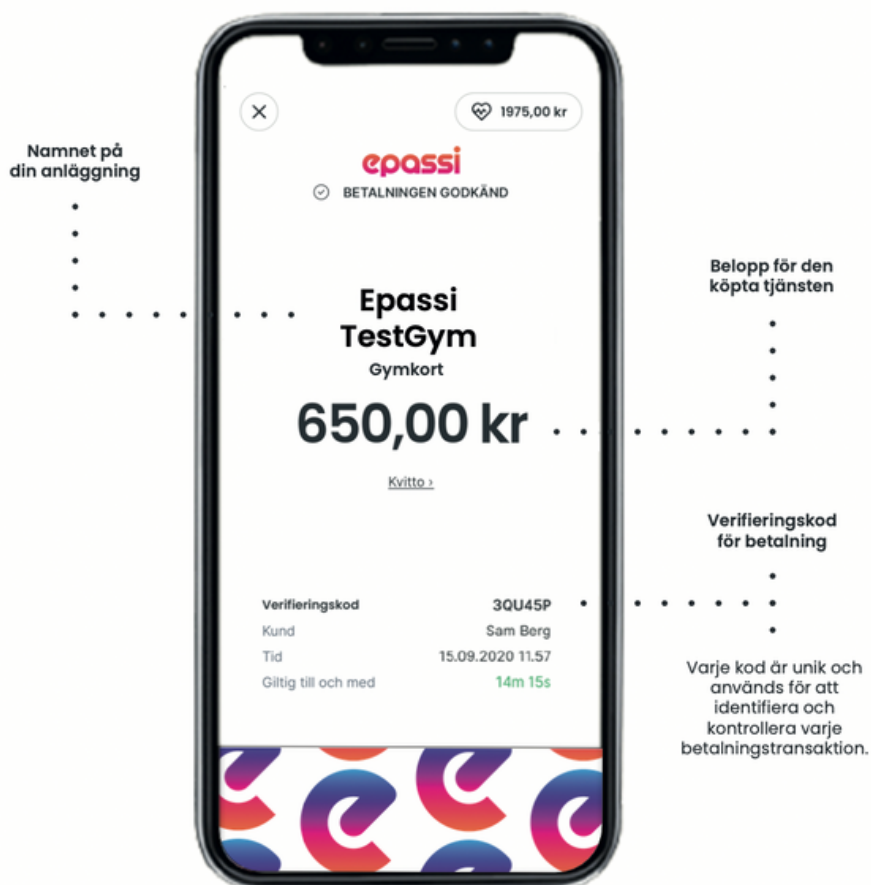 Namnet på
din anläggning
1975,00 kr
epassi
BETALNINGEN GODKÄND
Epassi
TestGym
Gymkort
650,00 kr
Kvitto ›
Belopp för den
köpta tjänsten
Verifieringskod
för betalning
Verifieringskod 3QU45P
Kund Sam Berg
Tid 15.09.2020 11.57
Giltig till och med 14m 15s
Varje kod är unik och
används för att
identifiera och
kontrollera varje
betalningstransaktion.